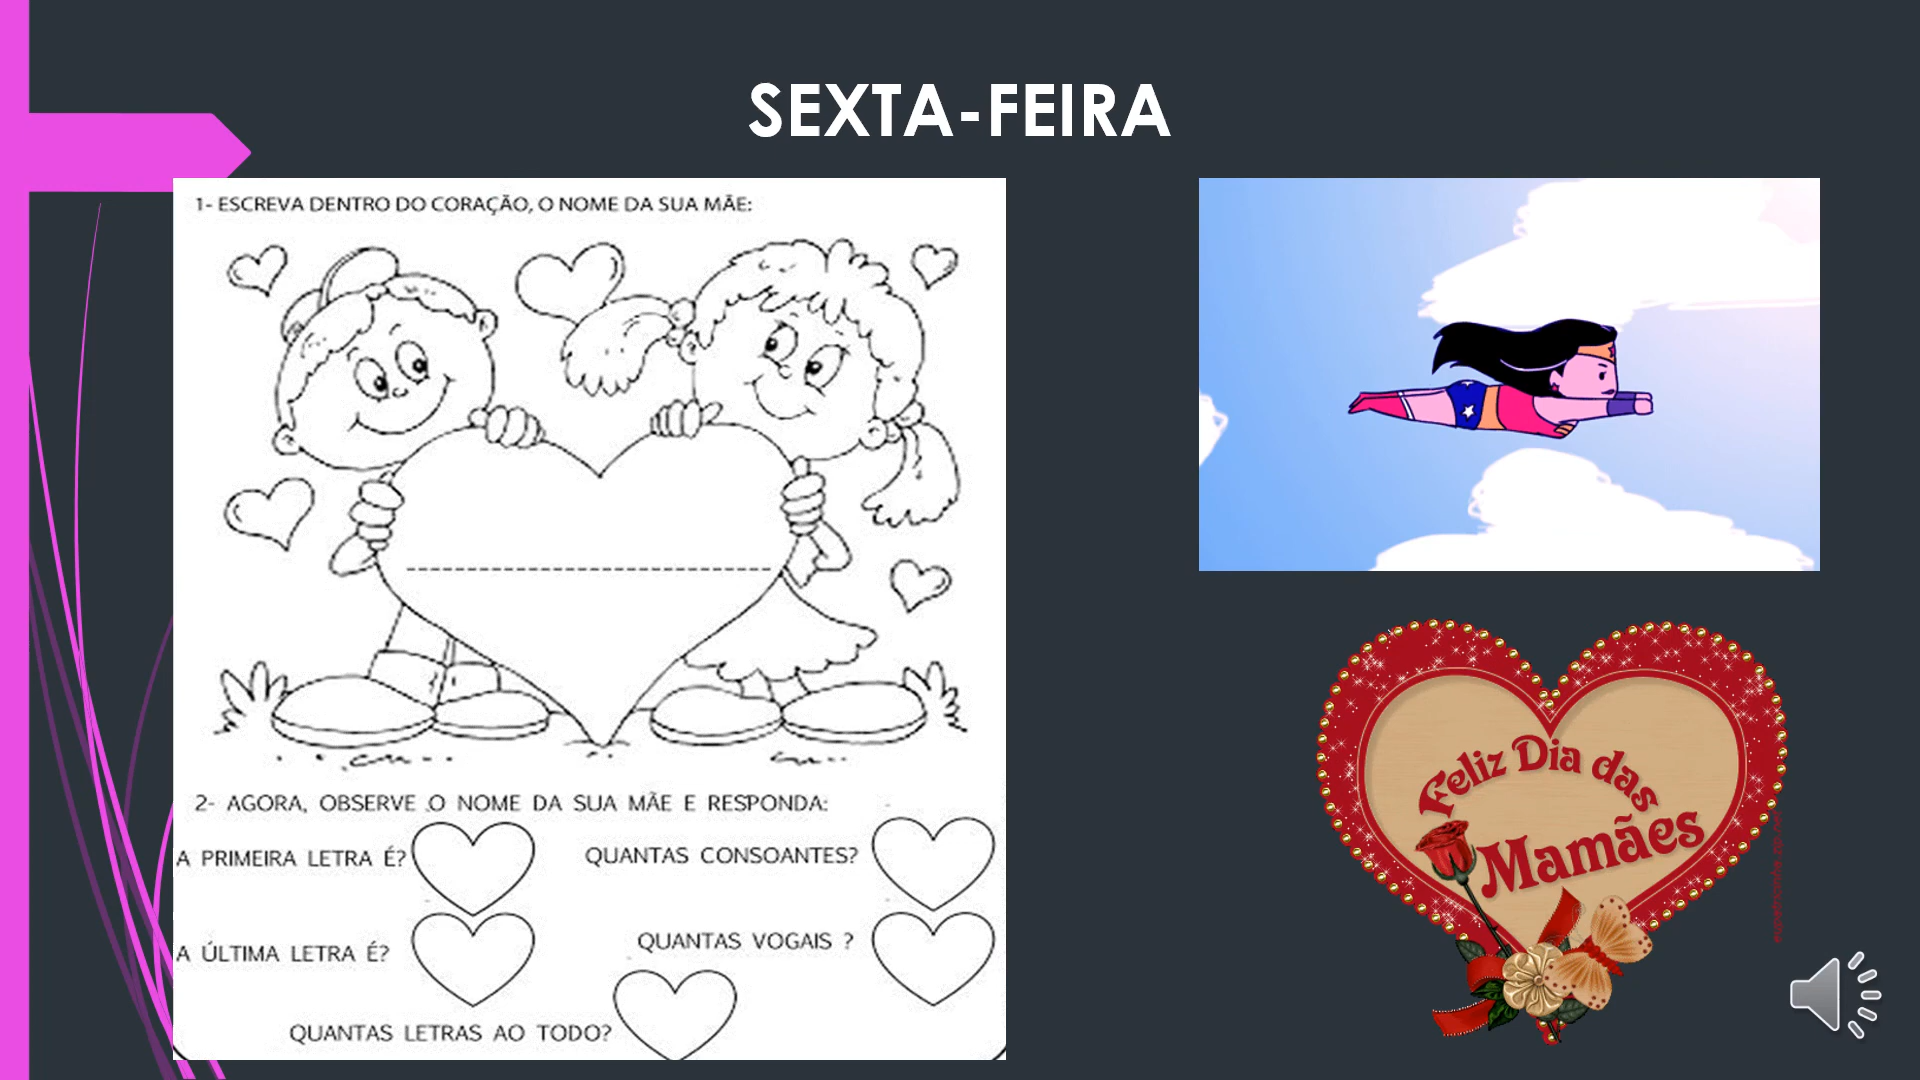 SEXTA-FEIRA
1- ESCREVA DENTRO DO CORAÇÃO, O NOME DA SUA MÃE:
2- AGORA, OBSERVE O NOME DA SUA MÃE E RESPONDA:
A PRIMEIRA LETRA É?
QUANTAS CONSOANTES?
A ÚLTIMA LETRA É?
QUANTAS VOGAIS ?
QUANTAS LETRAS AO TODO?
Feliz Dia das
Mamães